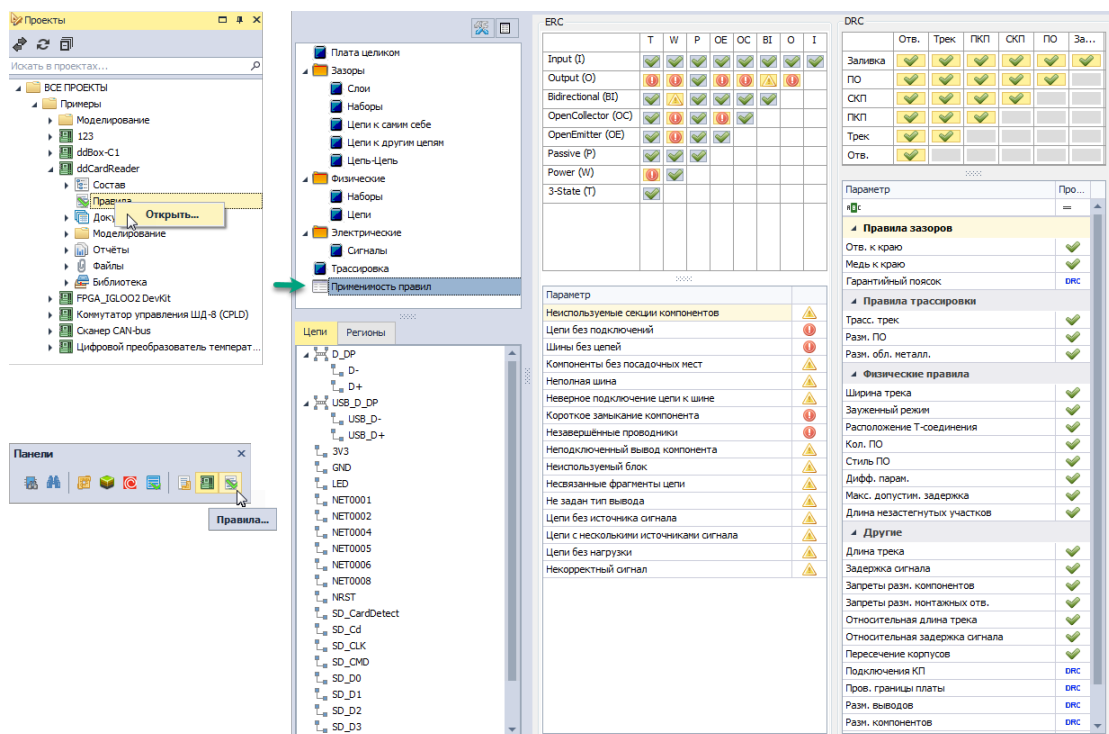 Проекты
Искать в проектах...
ВСЕ ПРОЕКТЫ
Примеры
Моделирование
123
ddBox-C1
ddCardReader
Состав
Правила
Открыть...
Моделирование
Отчёты
Файлы
Библиотека
FPGA_IGLOO2 DevKit
Коммутатор управления ШД-8 (CPLD)
Сканер CAN-bus
Цифровой преобразователь температ...
Панели
Правила...
Плата целиком
Зазоры
Слои
Наборы
Цепи к самим себе
Цепи к другим цепям
Цепь-Цепь
Физические
Наборы
Цепи
Электрические
Сигналы
Трассировка
Применимость правил
Цепи Регионы
D_DP
D-
D+
USB_D_DP
USB_D-
USB_D+
3V3
GND
LED
NET0001
NET0002
NET0004
NET0005
NET0006
NET0008
NRST
SD_CardDetect
SD_Cd
SD_CLK
SD_CMD
SD_D0
SD_D1
SD_D2
SD_D3
ERC
T W P OE OC BI O I
Input (I)
Output (O)
Bidirectional (BI)
OpenCollector (OC)
OpenEmitter (OE)
Passive (P)
Power (W)
3-State (T)
Параметр
Неиспользуемые секции компонентов
Цепи без подключений
Шины без цепей
Компоненты без посадочных мест
Неполная шина
Неверное подключение цепи к шине
Короткое замыкание компонента
Незавершённые проводники
Неподключенный вывод компонента
Неиспользуемый блок
Несвязанные фрагменты цепи
Не задан тип вывода
Цепи без источника сигнала
Цепи с несколькими источниками сигнала
Цепи без нагрузки
Некорректный сигнал
DRC
Отв. Трек ПКП СКП ПО За...
Заливка
ПО
СКП
ПКП
Трек
Отв.
Параметр Про...
=
Правила зазоров
Отв. к краю
Медь к краю
Гарантийный поясок DRC
Правила трассировки
Трасс. трек
Разм. ПО
Разм. обл. металл.
Физические правила
Ширина трека
Зауженный режим
Расположение Т-соединения
Кол. ПО
Стиль ПО
Дифф. парам.
Макс. допустим. задержка
Длина незастегнутых участков
Другие
Длина трека
Задержка сигнала
Запреты разм. компонентов
Запреты разм. монтажных отв.
Относительная длина трека
Относительная задержка сигнала
Пересечение корпусов
Подключения КП DRC
Пров. границы платы DRC
Разм. выводов DRC
Разм. компонентов DRC